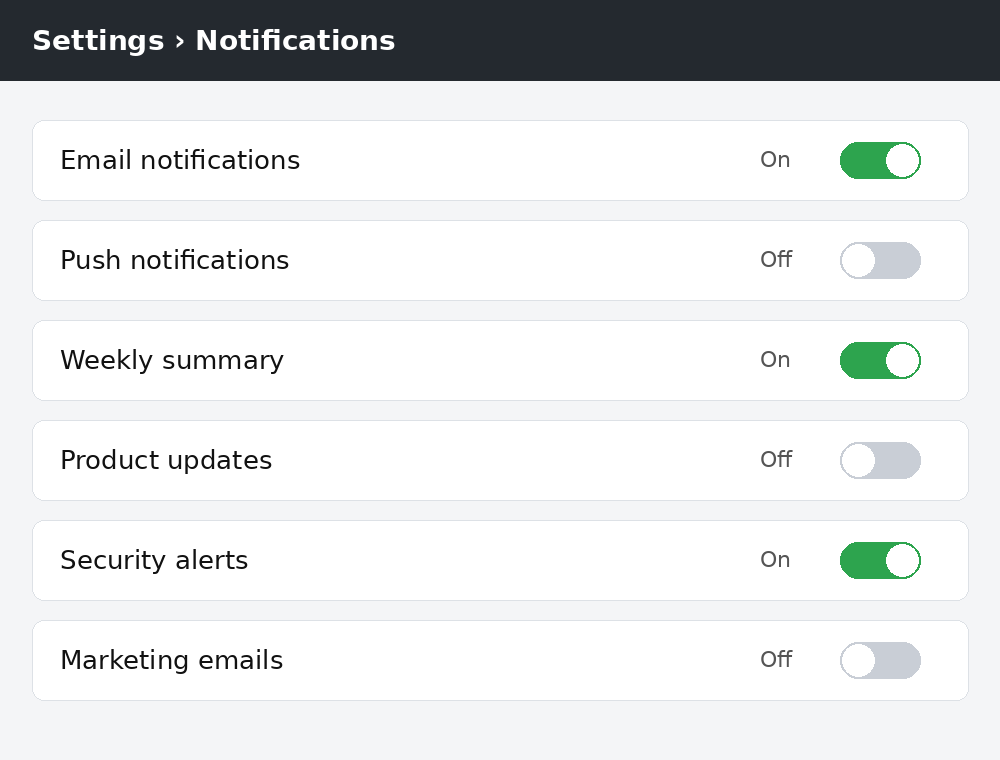 Settings › Notifications
Email notifications On
Push notifications Off
Weekly summary On
Product updates Off
Security alerts On
Marketing emails Off